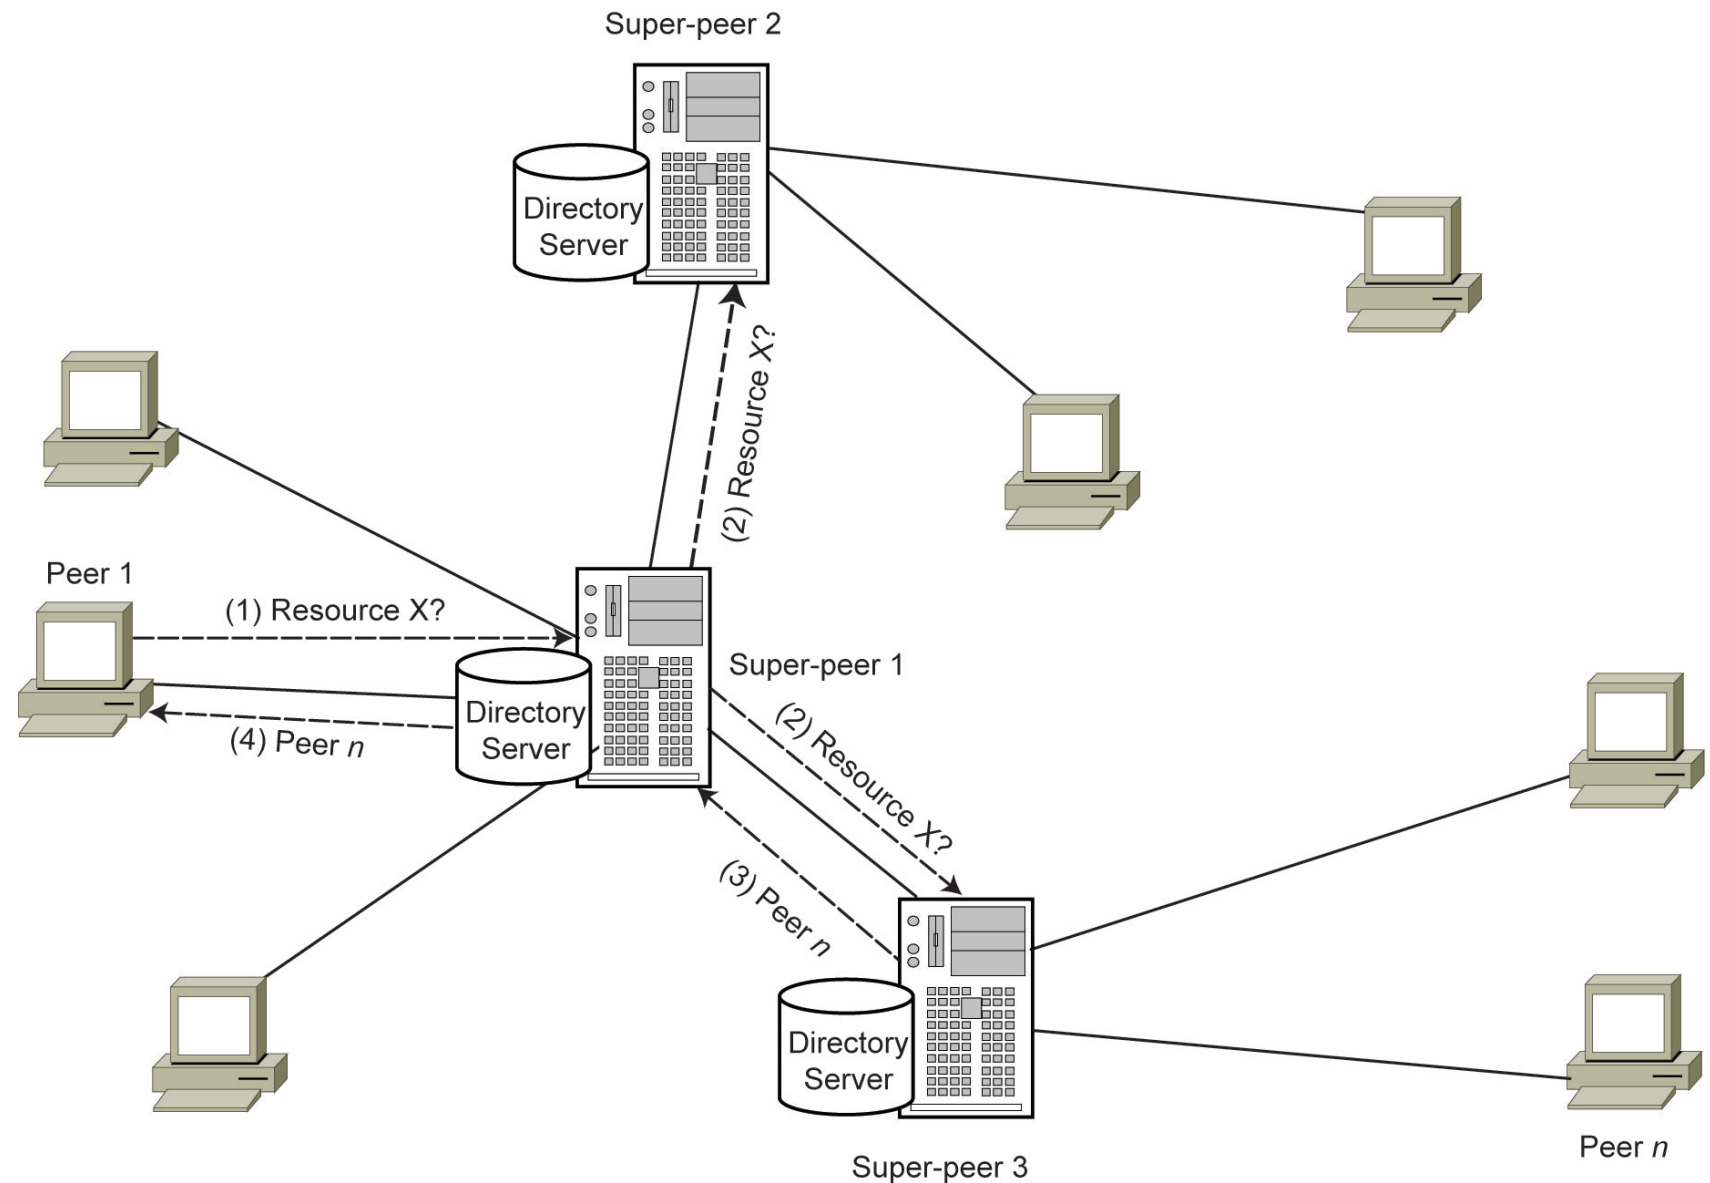 Super-peer 2
Directory
Server
(2) Resource X?
Peer 1
(1) Resource X?
Super-peer 1
Directory
Server
(4) Peer n
(2) Resource X?
(3) Peer n
Directory
Server
Peer n
Super-peer 3